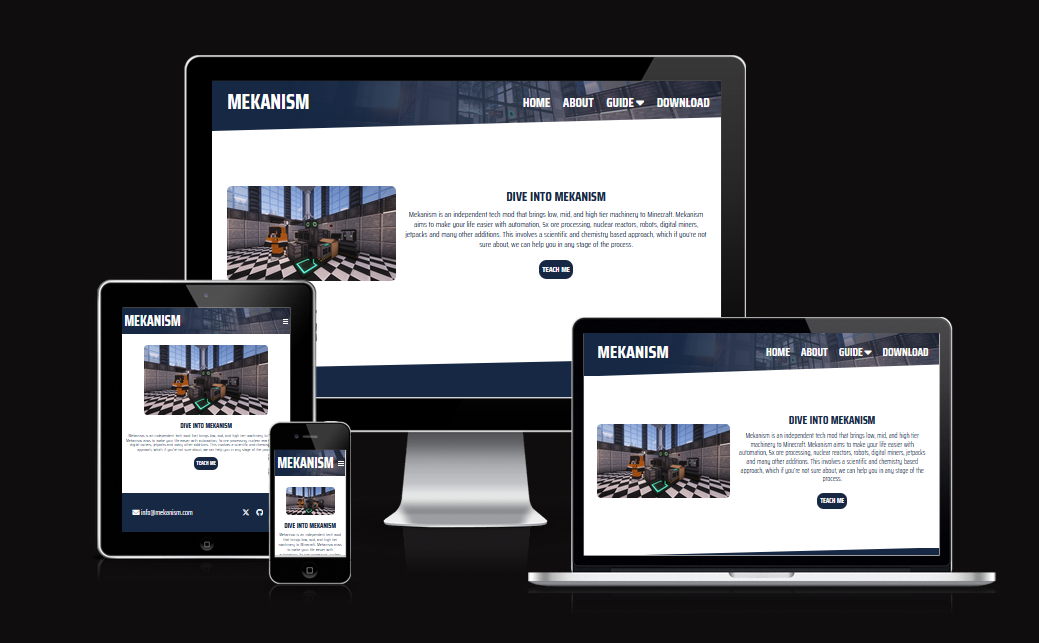 MEKANISM
HOME ABOUT GUIDE DOWNLOAD
DIVE INTO MEKANISM
Mekanism is an independent tech mod that brings low, mid, and high tier machinery to Minecraft. Mekanism
aims to make your life easier with automation, 5x ore processing, nuclear reactors, robots, digital miners,
jetpacks and many other additions. This involves a scientific and chemistry based approach, which if you're not
sure about, we can help you in any stage of the process.
TEACH ME
MEKANISM
DIVE INTO MEKANISM
Mekanism is an independent tech mod that brings low, mid, and high tier machinery to
Mekanism aims to make your life easier with automation, 5x ore processing, nuclear
digital miners, jetpacks and many other additions. This involves a scientific and
approach, which if you're not sure about, we can help you in any stage of the
TEACH ME
info@mekanism.com
MEKANISM
DIVE INTO MEKANISM
Mekanism is an independent tech mod
that brings low, mid, and high tier
machinery to Minecraft. Mekanism aims
to make your life easier with
MEKANISM
HOME ABOUT GUIDE DOWNLOAD
DIVE INTO MEKANISM
Mekanism is an independent tech mod that brings low, mid, and high tier
machinery to Minecraft. Mekanism aims to make your life easier with
automation, 5x ore processing, nuclear reactors, robots, digital miners, jetpacks
and many other additions. This involves a scientific and chemistry based
approach, which if you're not sure about, we can help you in any stage of the
process.
TEACH ME